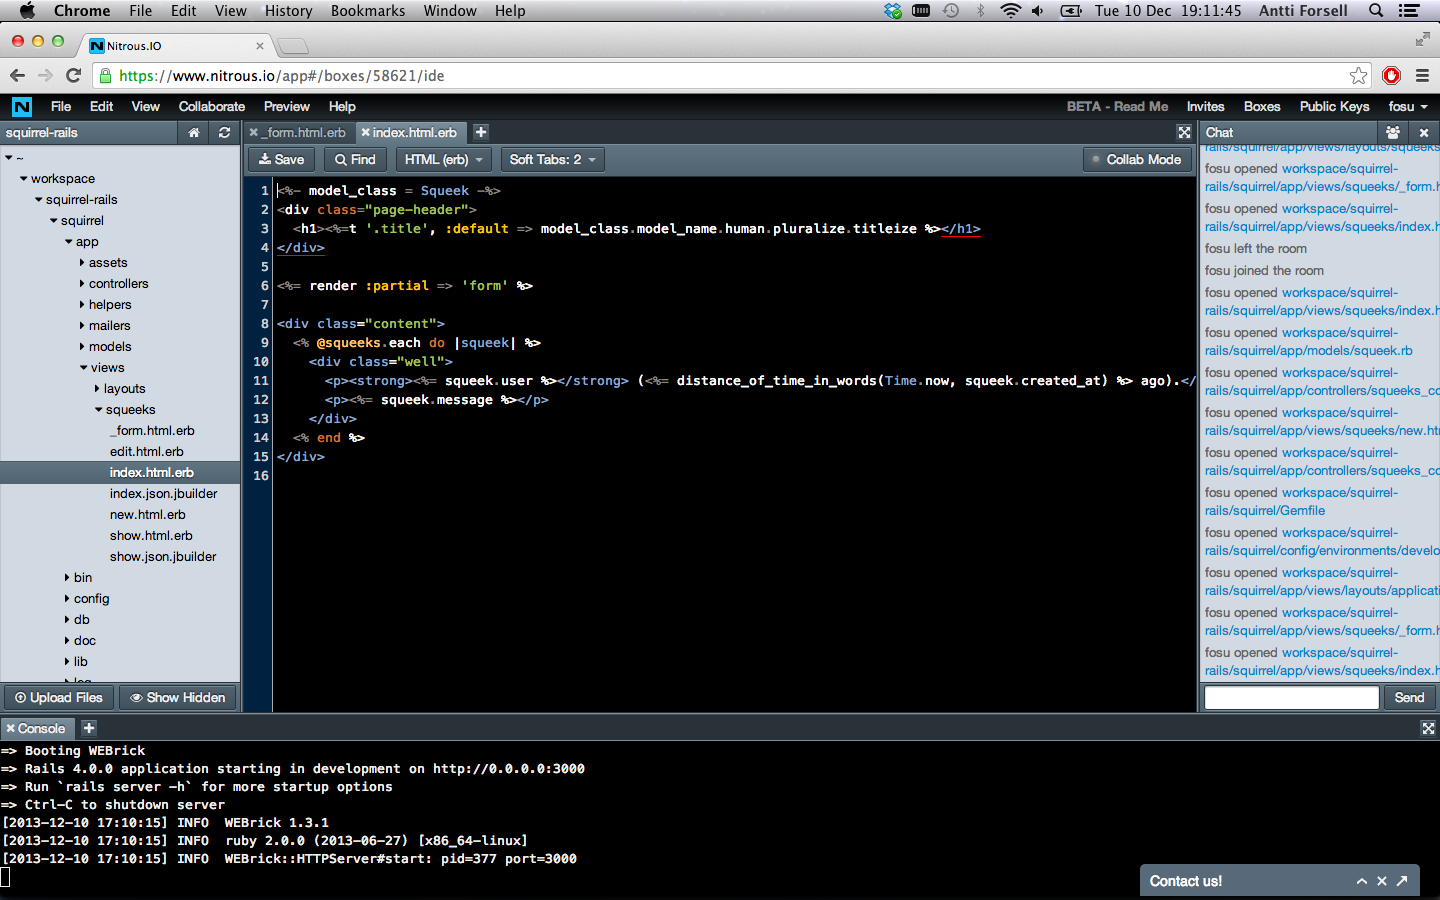 Chrome File Edit View History Bookmarks Window Help Tue 10 Dec 19:11:45 Antti Forsell
Nitrous.IO
https://www.nitrous.io/app#/boxes/58621/ide
N File Edit View Collaborate Preview Help BETA - Read Me Invites Boxes Public Keys fosu
squirrel-rails
~
workspace
squirrel-rails
squirrel
app
assets
controllers
helpers
mailers
models
views
layouts
squeeks
_form.html.erb
edit.html.erb
index.html.erb
index.json.jbuilder
new.html.erb
show.html.erb
show.json.jbuilder
bin
config
db
doc
lib
Upload Files Show Hidden
_form.html.erb index.html.erb
Save Find HTML (erb) Soft Tabs: 2 Collab Mode
1 <%- model_class = Squeek -%>
2 <div class="page-header">
3 <h1><%=t '.title', :default => model_class.model_name.human.pluralize.titleize %></h1>
4 </div>
5
6 <%= render :partial => 'form' %>
7
8 <div class="content">
9 <% @squeeks.each do |squeek| %>
10 <div class="well">
11 <p><strong><%= squeek.user %></strong> (<%= distance_of_time_in_words(Time.now, squeek.created_at) %> ago).</
12 <p><%= squeek.message %></p>
13 </div>
14 <% end %>
15 </div>
16
Chat
rails/squirrel/app/views/layouts/squeeks
fosu opened workspace/squirrel-
rails/squirrel/app/views/squeeks/_form.h
fosu opened workspace/squirrel-
rails/squirrel/app/views/squeeks/index.h
fosu left the room
fosu joined the room
fosu opened workspace/squirrel-
rails/squirrel/app/views/squeeks/index.h
fosu opened workspace/squirrel-
rails/squirrel/app/models/squeek.rb
fosu opened workspace/squirrel-
rails/squirrel/app/controllers/squeeks_co
fosu opened workspace/squirrel-
rails/squirrel/app/views/squeeks/new.htr
fosu opened workspace/squirrel-
rails/squirrel/app/controllers/squeeks_co
fosu opened workspace/squirrel-
rails/squirrel/Gemfile
fosu opened workspace/squirrel-
rails/squirrel/config/environments/develo
fosu opened workspace/squirrel-
rails/squirrel/app/views/layouts/applicati
fosu opened workspace/squirrel-
rails/squirrel/app/views/squeeks/_form.h
fosu opened workspace/squirrel-
rails/squirrel/app/views/squeeks/index.h
Send
Console
=> Booting WEBrick
=> Rails 4.0.0 application starting in development on http://0.0.0.0:3000
=> Run `rails server -h` for more startup options
=> Ctrl-C to shutdown server
[2013-12-10 17:10:15] INFO WEBrick 1.3.1
[2013-12-10 17:10:15] INFO ruby 2.0.0 (2013-06-27) [x86_64-linux]
[2013-12-10 17:10:15] INFO WEBrick::HTTPServer#start: pid=377 port=3000
Contact us!